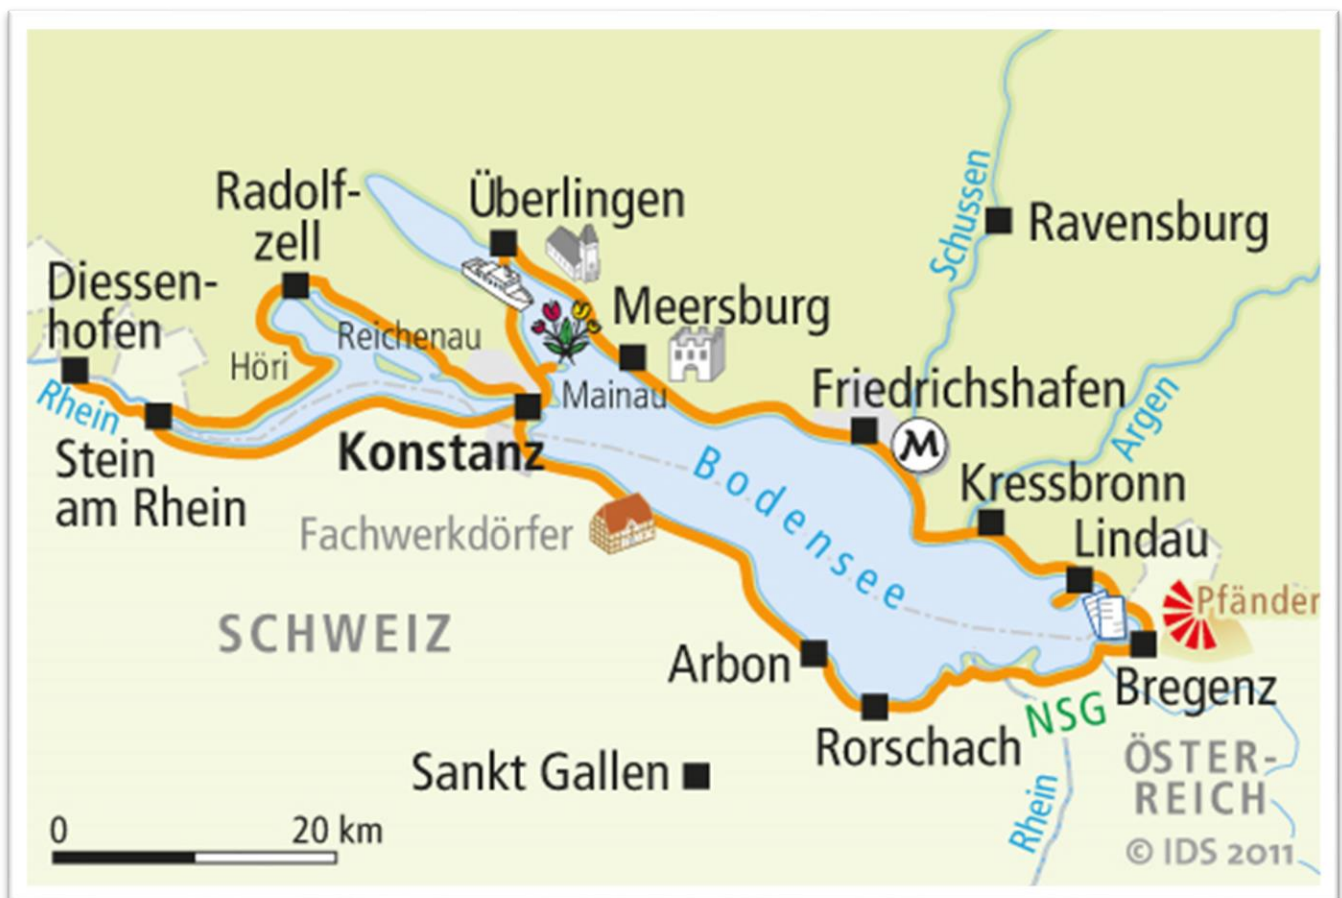 Radolf-
zell
Überlingen
Schussen
Ravensburg
Diessen-
hofen
Reichenau
Meersburg
Höri
Mainau
Friedrichshafen
M
Argen
Rhein
Stein
am Rhein
Konstanz
Bodensee
Kressbronn
Lindau
Fachwerkdörfer
Pfänder
SCHWEIZ
Arbon
Bregenz
NSG
Rorschach
Sankt Gallen
ÖSTER-
REICH
Rhein
0 20 km
© IDS 2011